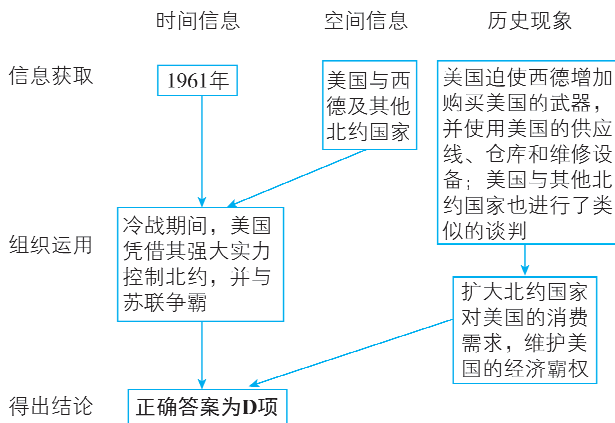 时间信息
空间信息
历史现象
信息获取
1961年
美国与西
德及其他
北约国家
美国迫使西德增加
购买美国的武器，
并使用美国的供应
线、仓库和维修设
备；美国与其他北
约国家也进行了类
似的谈判
组织运用
冷战期间，美国
凭借其强大实力
控制北约，并与
苏联争霸
扩大北约国家
对美国的消费
需求，维护美
国的经济霸权
得出结论
正确答案为D项